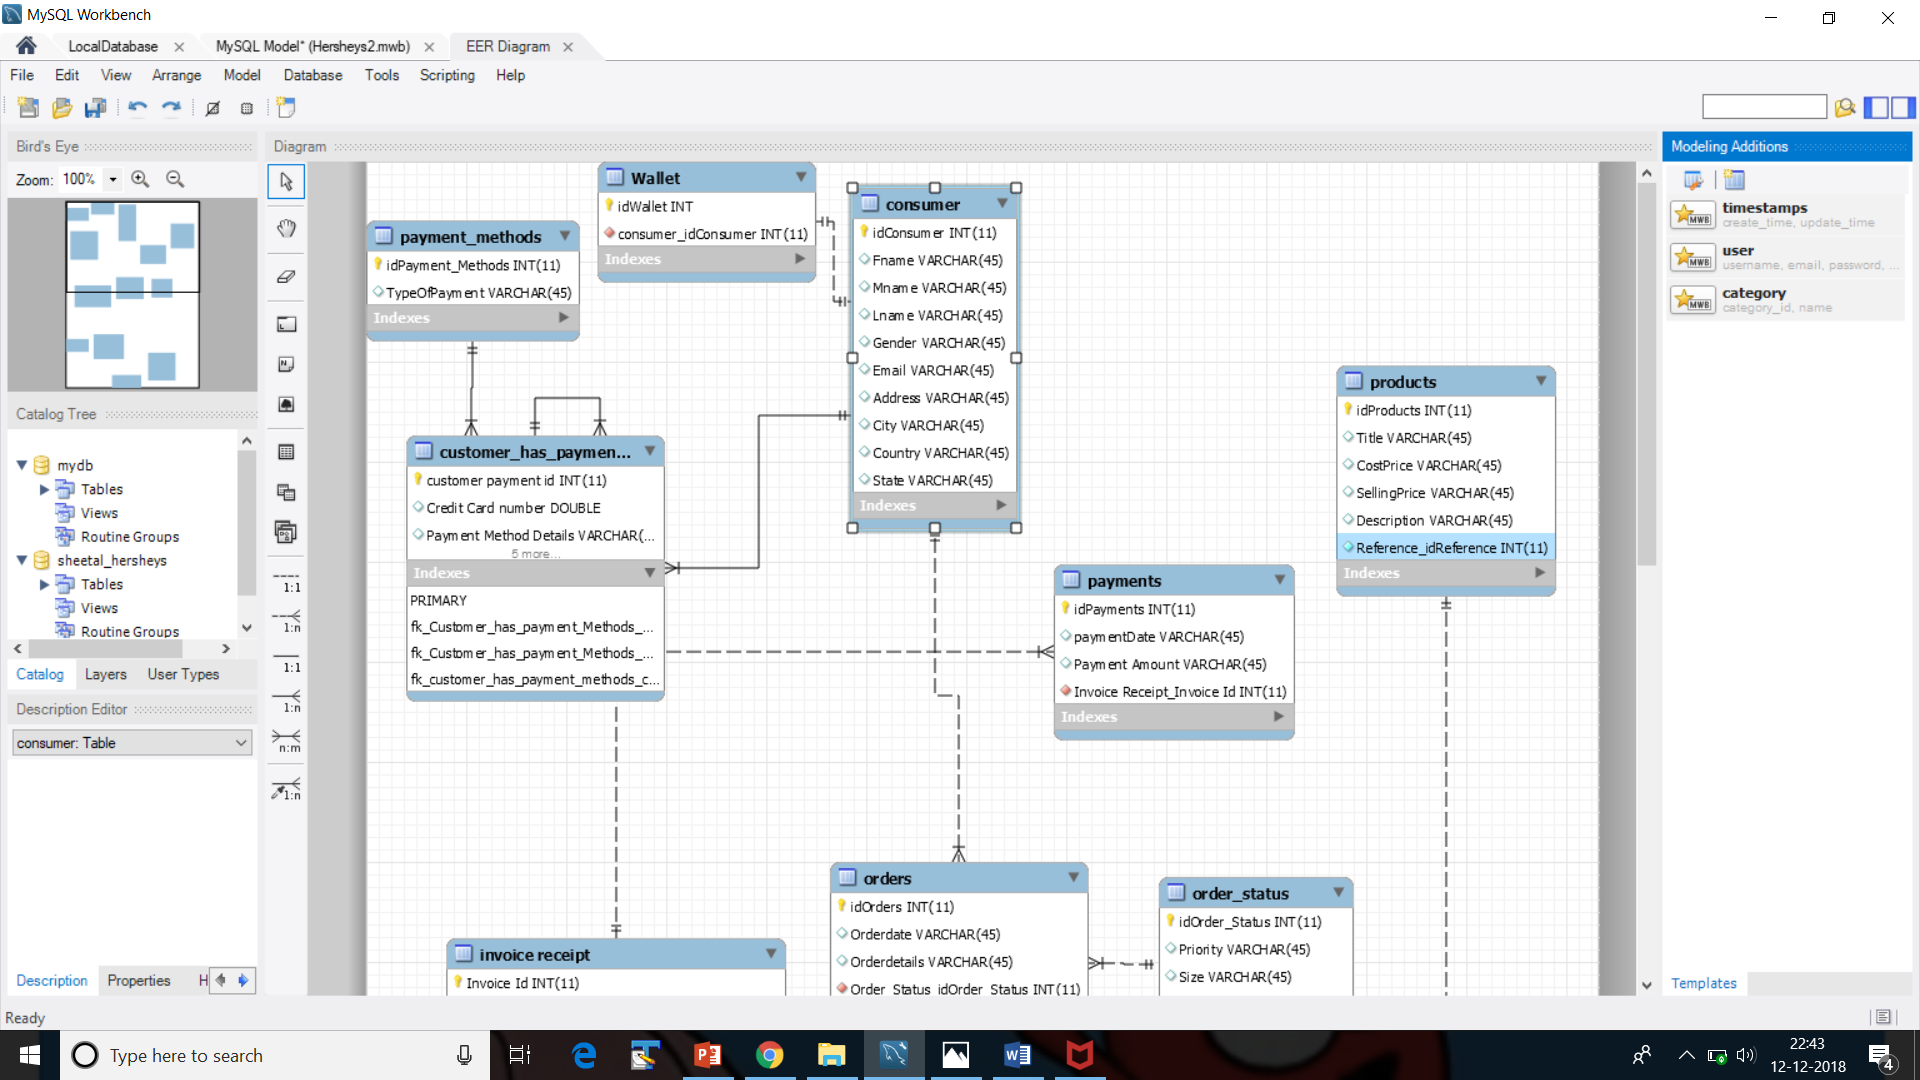 MySQL Workbench
LocalDatabase
MySQL Model* (Hersheys2.mwb)
EER Diagram
File Edit View Arrange Model Database Tools Scripting Help
Bird's Eye
Zoom: 100%
Catalog Tree
mydb
Tables
Views
Routine Groups
sheetal_hersheys
Tables
Views
Routine Groups
Catalog Layers User Types
Description Editor
consumer: Table
Description Properties H
Ready
Diagram
1:1
1:n
1:1
1:n
n:m
1:n
Wallet
idWallet INT
consumer_idConsumer INT(11)
Indexes
payment_methods
idPayment_Methods INT(11)
TypeOfPayment VARCHAR(45)
Indexes
consumer
idConsumer INT(11)
Fname VARCHAR(45)
Mname VARCHAR(45)
Lname VARCHAR(45)
Gender VARCHAR(45)
Email VARCHAR(45)
Address VARCHAR(45)
City VARCHAR(45)
Country VARCHAR(45)
State VARCHAR(45)
Indexes
customer_has_paymen...
customer payment id INT(11)
Credit Card number DOUBLE
Payment Method Details VARCHAR(...
5 more...
Indexes
PRIMARY
fk_Customer_has_payment_Methods_...
fk_Customer_has_payment_Methods_...
fk_customer_has_payment_methods_c...
products
idProducts INT(11)
Title VARCHAR(45)
CostPrice VARCHAR(45)
SellingPrice VARCHAR(45)
Description VARCHAR(45)
Reference_idReference INT(11)
Indexes
payments
idPayments INT(11)
paymentDate VARCHAR(45)
Payment Amount VARCHAR(45)
Invoice Receipt_Invoice Id INT(11)
Indexes
orders
idOrders INT(11)
Orderdate VARCHAR(45)
Orderdetails VARCHAR(45)
Order_Status_idOrder_Status INT(11)
order_status
idOrder_Status INT(11)
Priority VARCHAR(45)
Size VARCHAR(45)
invoice receipt
Invoice Id INT(11)
Modeling Additions
MWB
timestamps
create_time, update_time
MWB
user
username, email, password, ...
MWB
category
category_id, name
Templates
Type here to search
22:43
12-12-2018
4